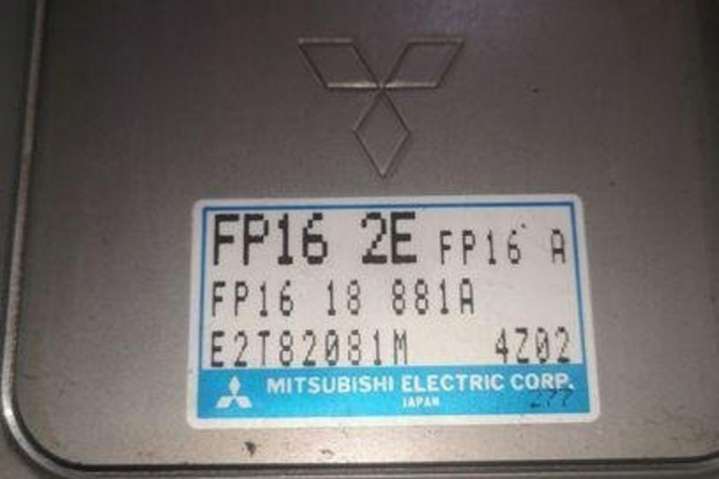 FP16 2E FP16 A
FP16 18 881A
E2T82081M 4Z02
MITSUBISHI ELECTRIC CORP.
JAPAN